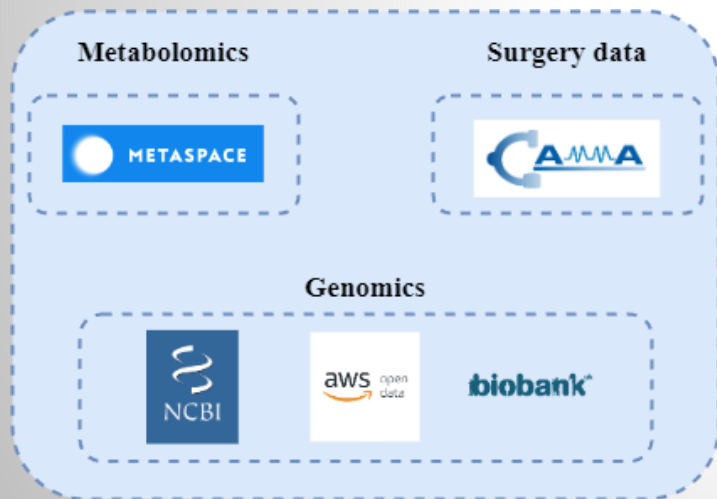 Metabolomics
Surgery data
METASPACE
CAMMA
Genomics
NCBI
aws open
data
biobank